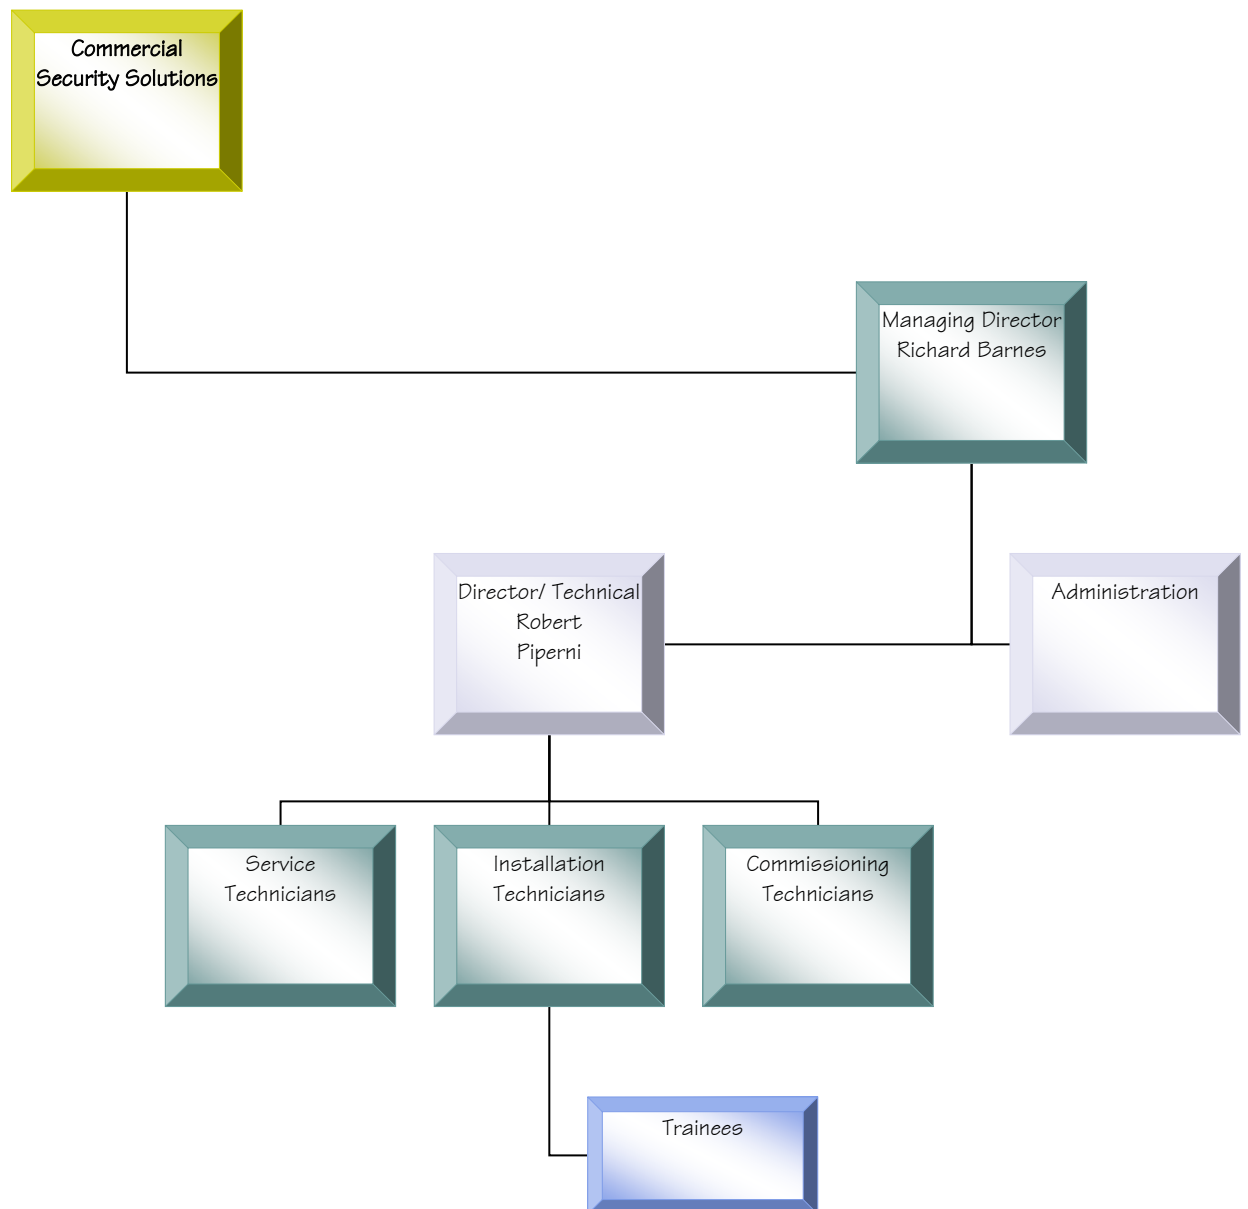 Commercial
Security Solutions
Managing Director
Richard Barnes
Director/ Technical
Robert
Piperni
Administration
Service
Technicians
Installation
Technicians
Commissioning
Technicians
Trainees